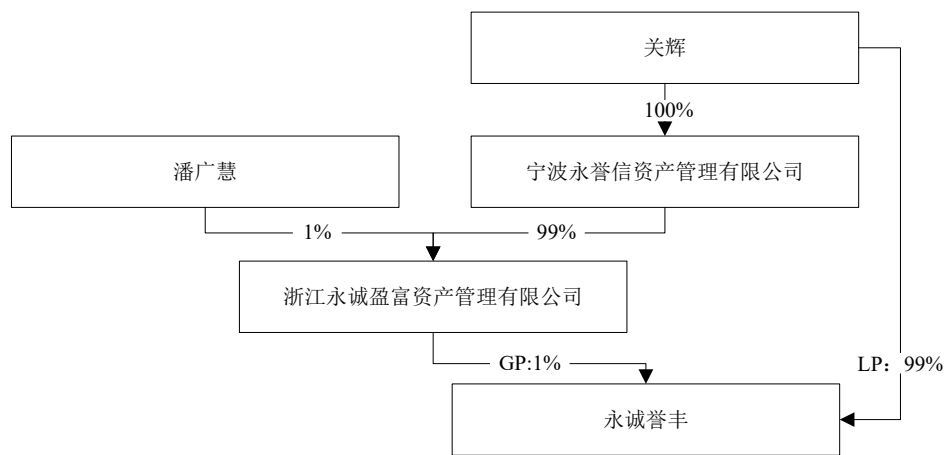 关辉
100%
潘广慧
宁波永誉信资产管理有限公司
1%
99%
浙江永诚盈富资产管理有限公司
GP:1%
LP：99%
永诚誉丰